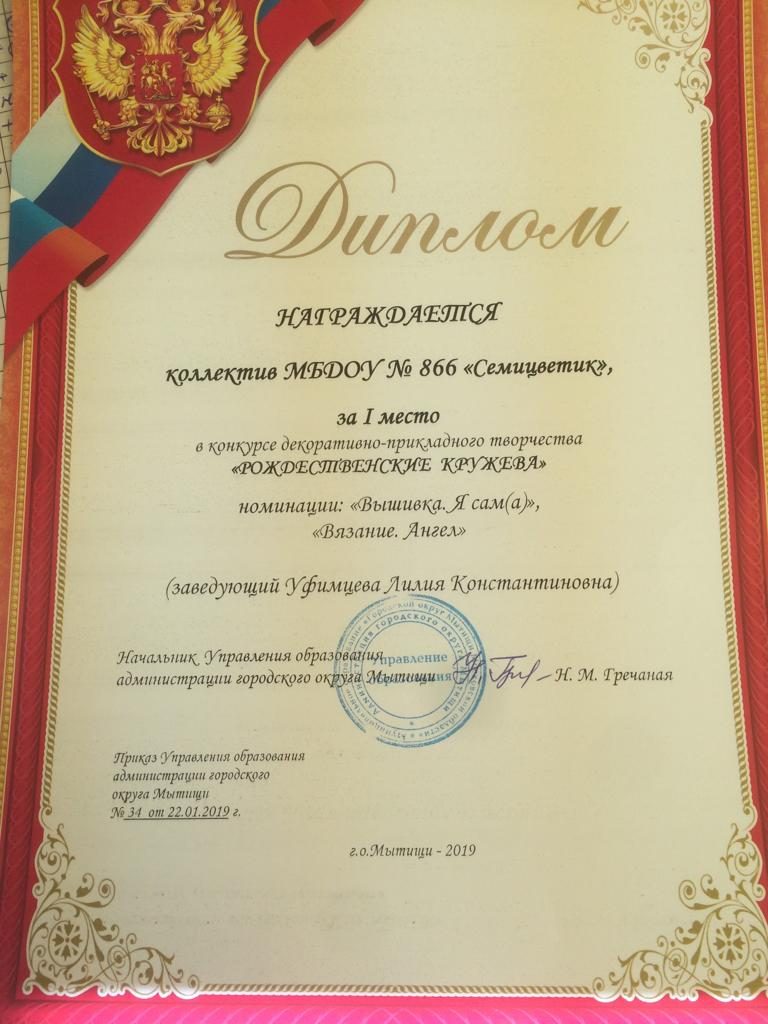 Диплом
НАГРАЖДАЕТСЯ
коллектив МБДОУ № 866 «Семицветик»,
за I место
в конкурсе декоративно-прикладного творчества
«РОЖДЕСТВЕНСКИЕ КРУЖЕВА»
номинации: «Вышивка. Я сам(а)»,
«Вязание. Ангел»
(заведующий Уфимцева Лилия Константиновна)
Начальник Управления образования
администрации городского округа Мытищи
Н. М. Гречаная
Управление
образования
Приказ Управления образования
администрации городского
округа Мытищи
№ 34 от 22.01.2019 г.
г.о.Мытищи - 2019